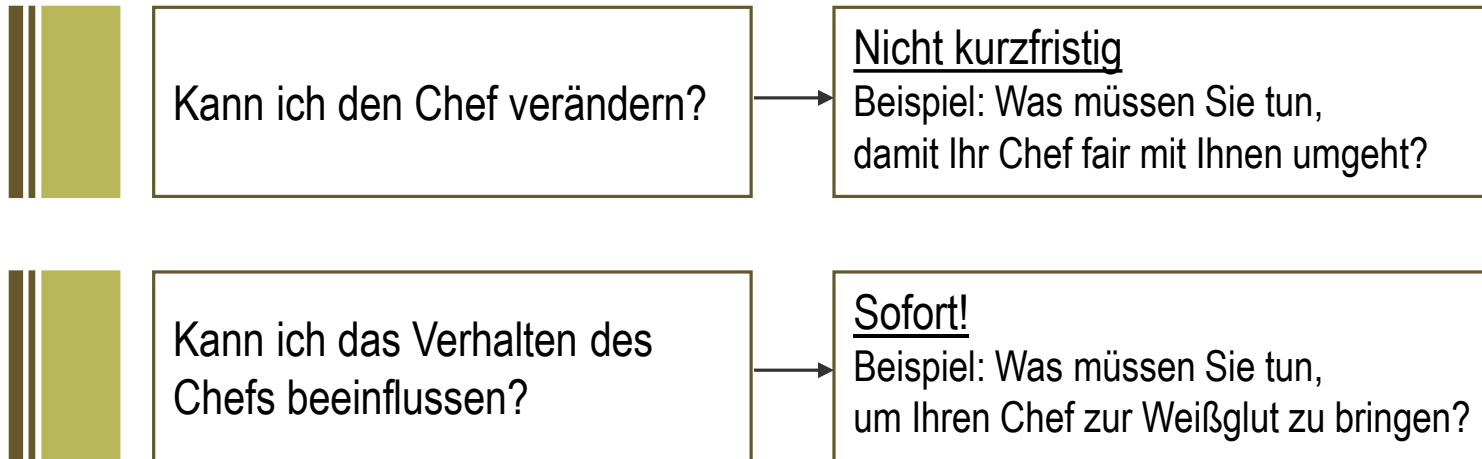 Kann ich den Chef verändern?
Nicht kurzfristig
Beispiel: Was müssen Sie tun,
damit Ihr Chef fair mit Ihnen umgeht?
Kann ich das Verhalten des
Chefs beeinflussen?
Sofort!
Beispiel: Was müssen Sie tun,
um Ihren Chef zur Weißglut zu bringen?